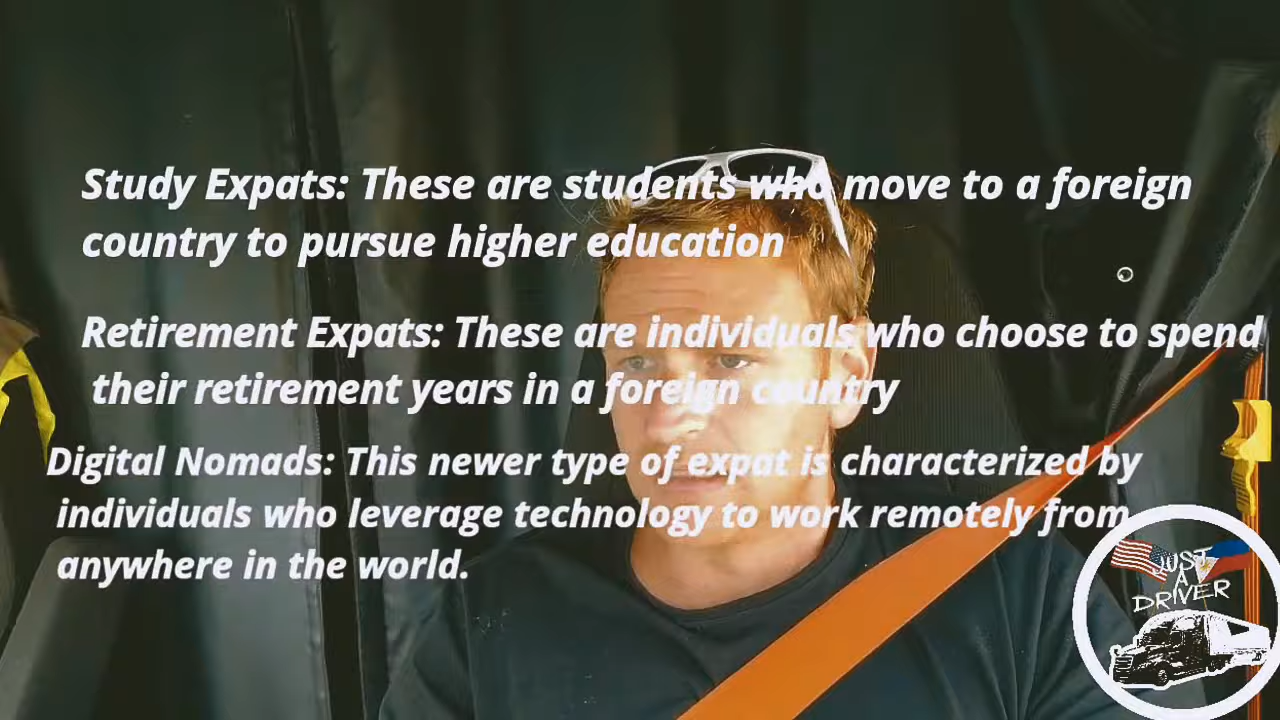 Study Expats: These are students who move to a foreign
country to pursue higher education
Retirement Expats: These are individuals who choose to spend
their retirement years in a foreign country
Digital Nomads: This newer type of expat is characterized by
individuals who leverage technology to work remotely from
anywhere in the world.
JUST
A
DRIVER